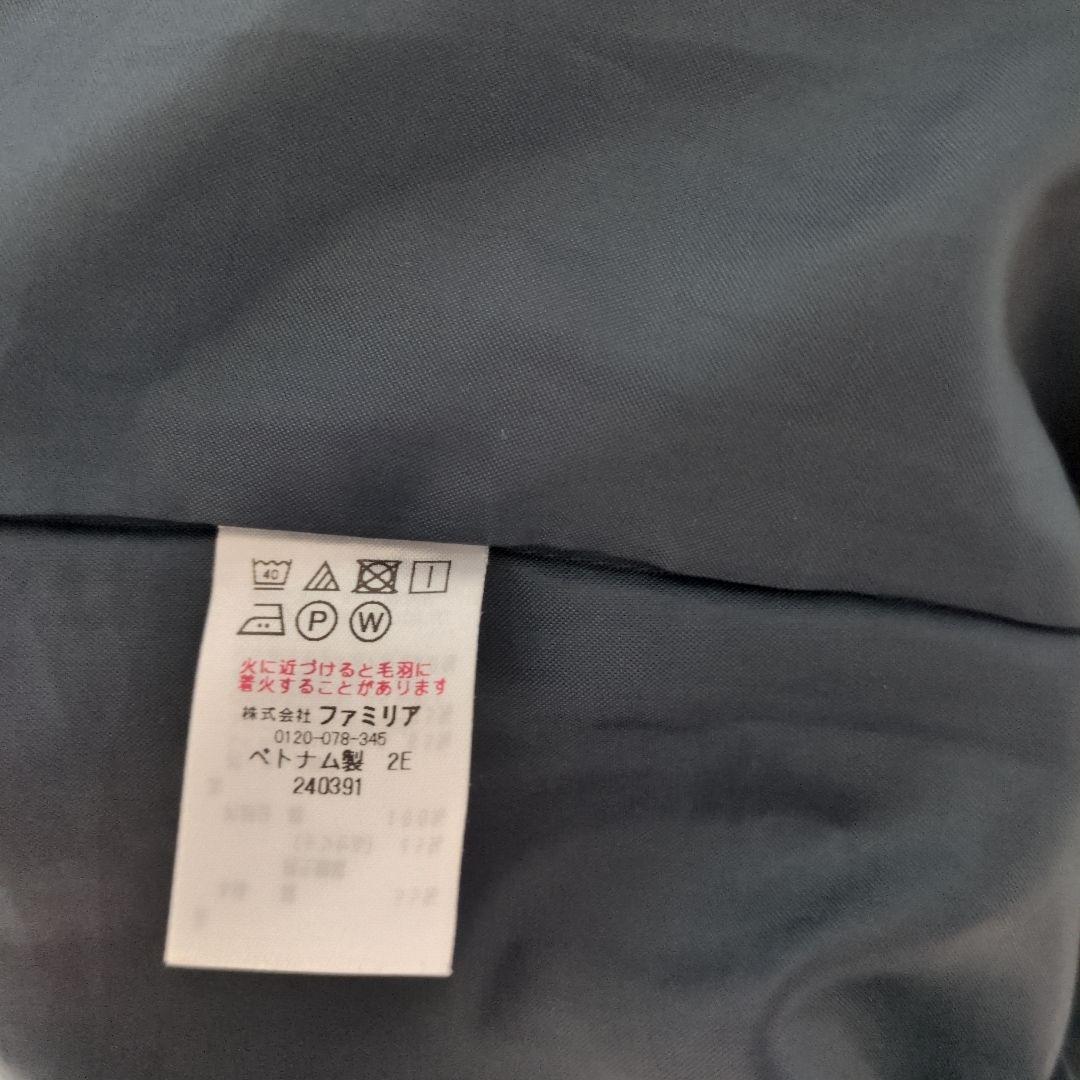 40
P W
火に近づけると毛羽に
着火することがあります
株式会社 ファミリア
0120-078-345
ベトナム製 2E
240391